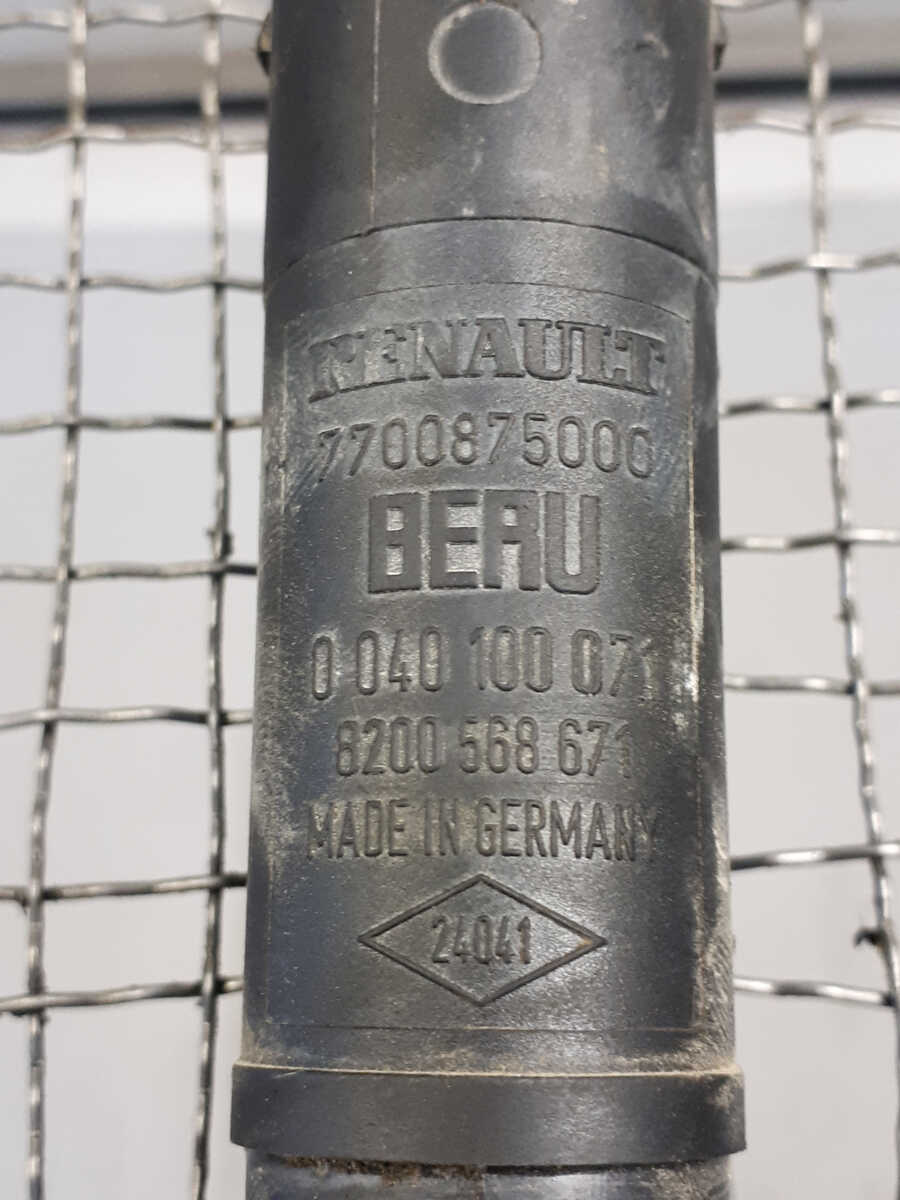 RENAULT
7700875000
BERU
0 040 100 071
8200 568 671
MADE IN GERMANY
24041